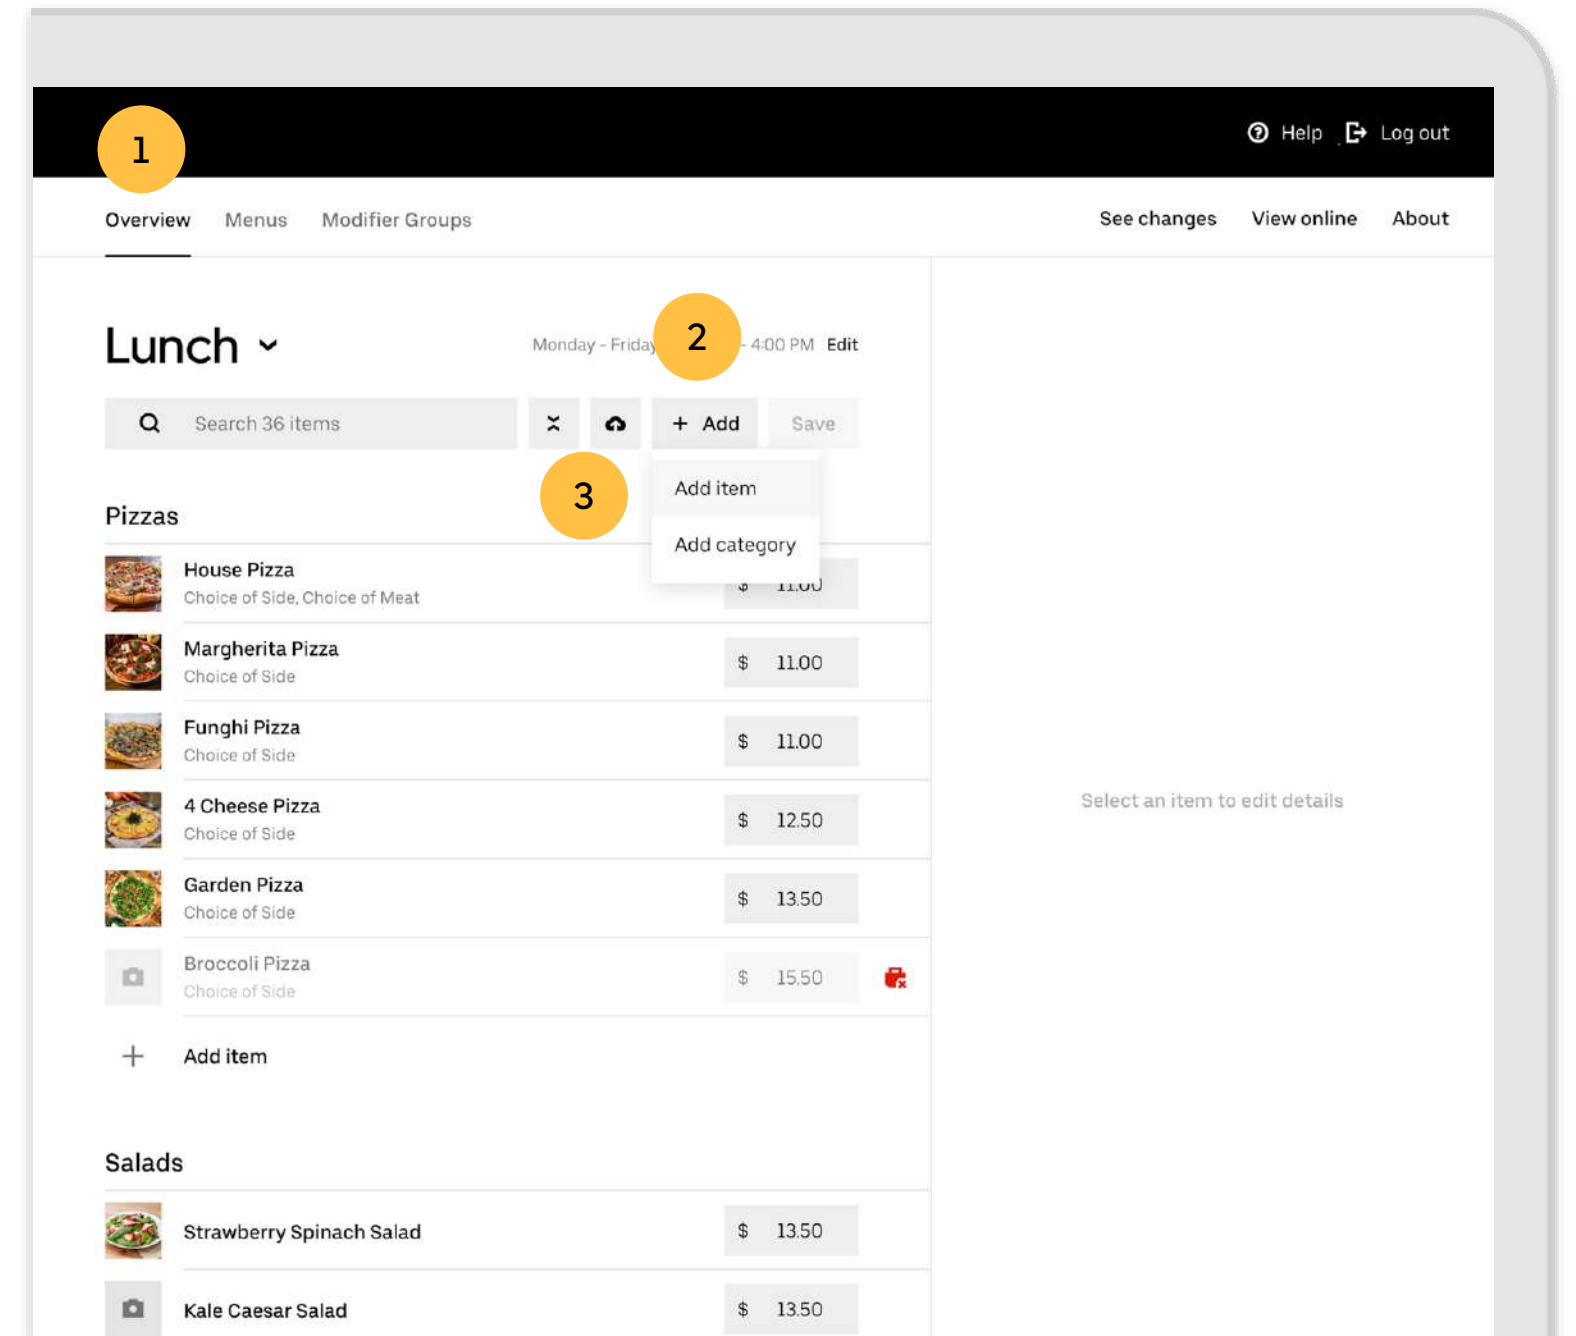 1
Help
Log out
Overview Menus Modifier Groups
See changes View online About
Lunch
Monday - Friday 2 - 4:00 PM Edit
Search 36 items
+ Add
Save
3
Add item
Add category
Pizzas
House Pizza
Choice of Side, Choice of Meat
$ 11.00
Margherita Pizza
Choice of Side
$ 11.00
Funghi Pizza
Choice of Side
$ 11.00
4 Cheese Pizza
Choice of Side
$ 12.50
Garden Pizza
Choice of Side
$ 13.50
Broccoli Pizza
Choice of Side
$ 15.50
+ Add item
Salads
Strawberry Spinach Salad
$ 13.50
Kale Caesar Salad
$ 13.50
Select an item to edit details